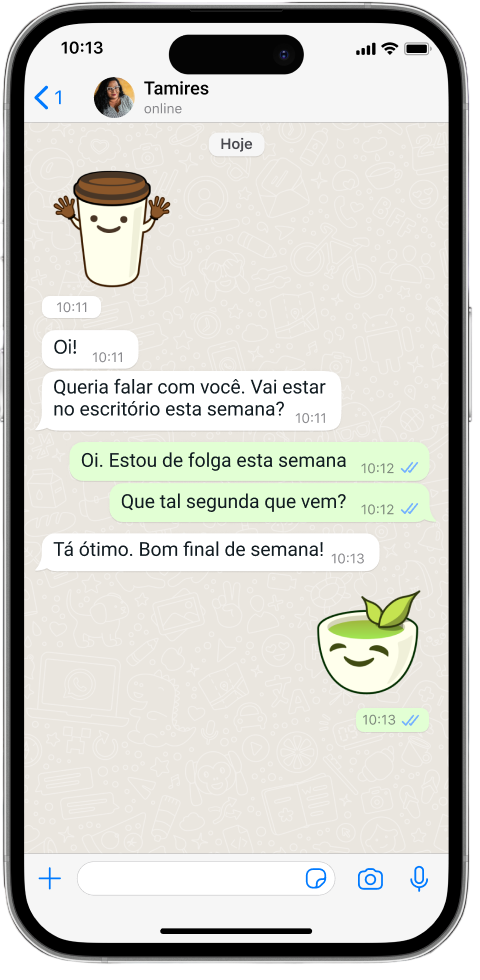 10:13
1
Tamires
online
Hoje
10:11
Oi! 10:11
Queria falar com você. Vai estar
no escritório esta semana? 10:11
Oi. Estou de folga esta semana 10:12
Que tal segunda que vem? 10:12
Tá ótimo. Bom final de semana! 10:13
10:13